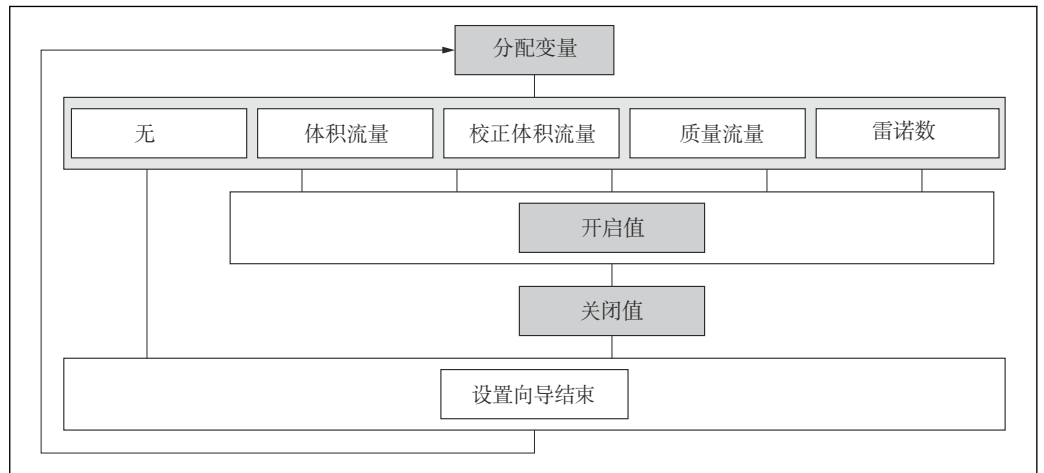 分配变量
无
体积流量
校正体积流量
质量流量
雷诺数
开启值
关闭值
设置向导结束